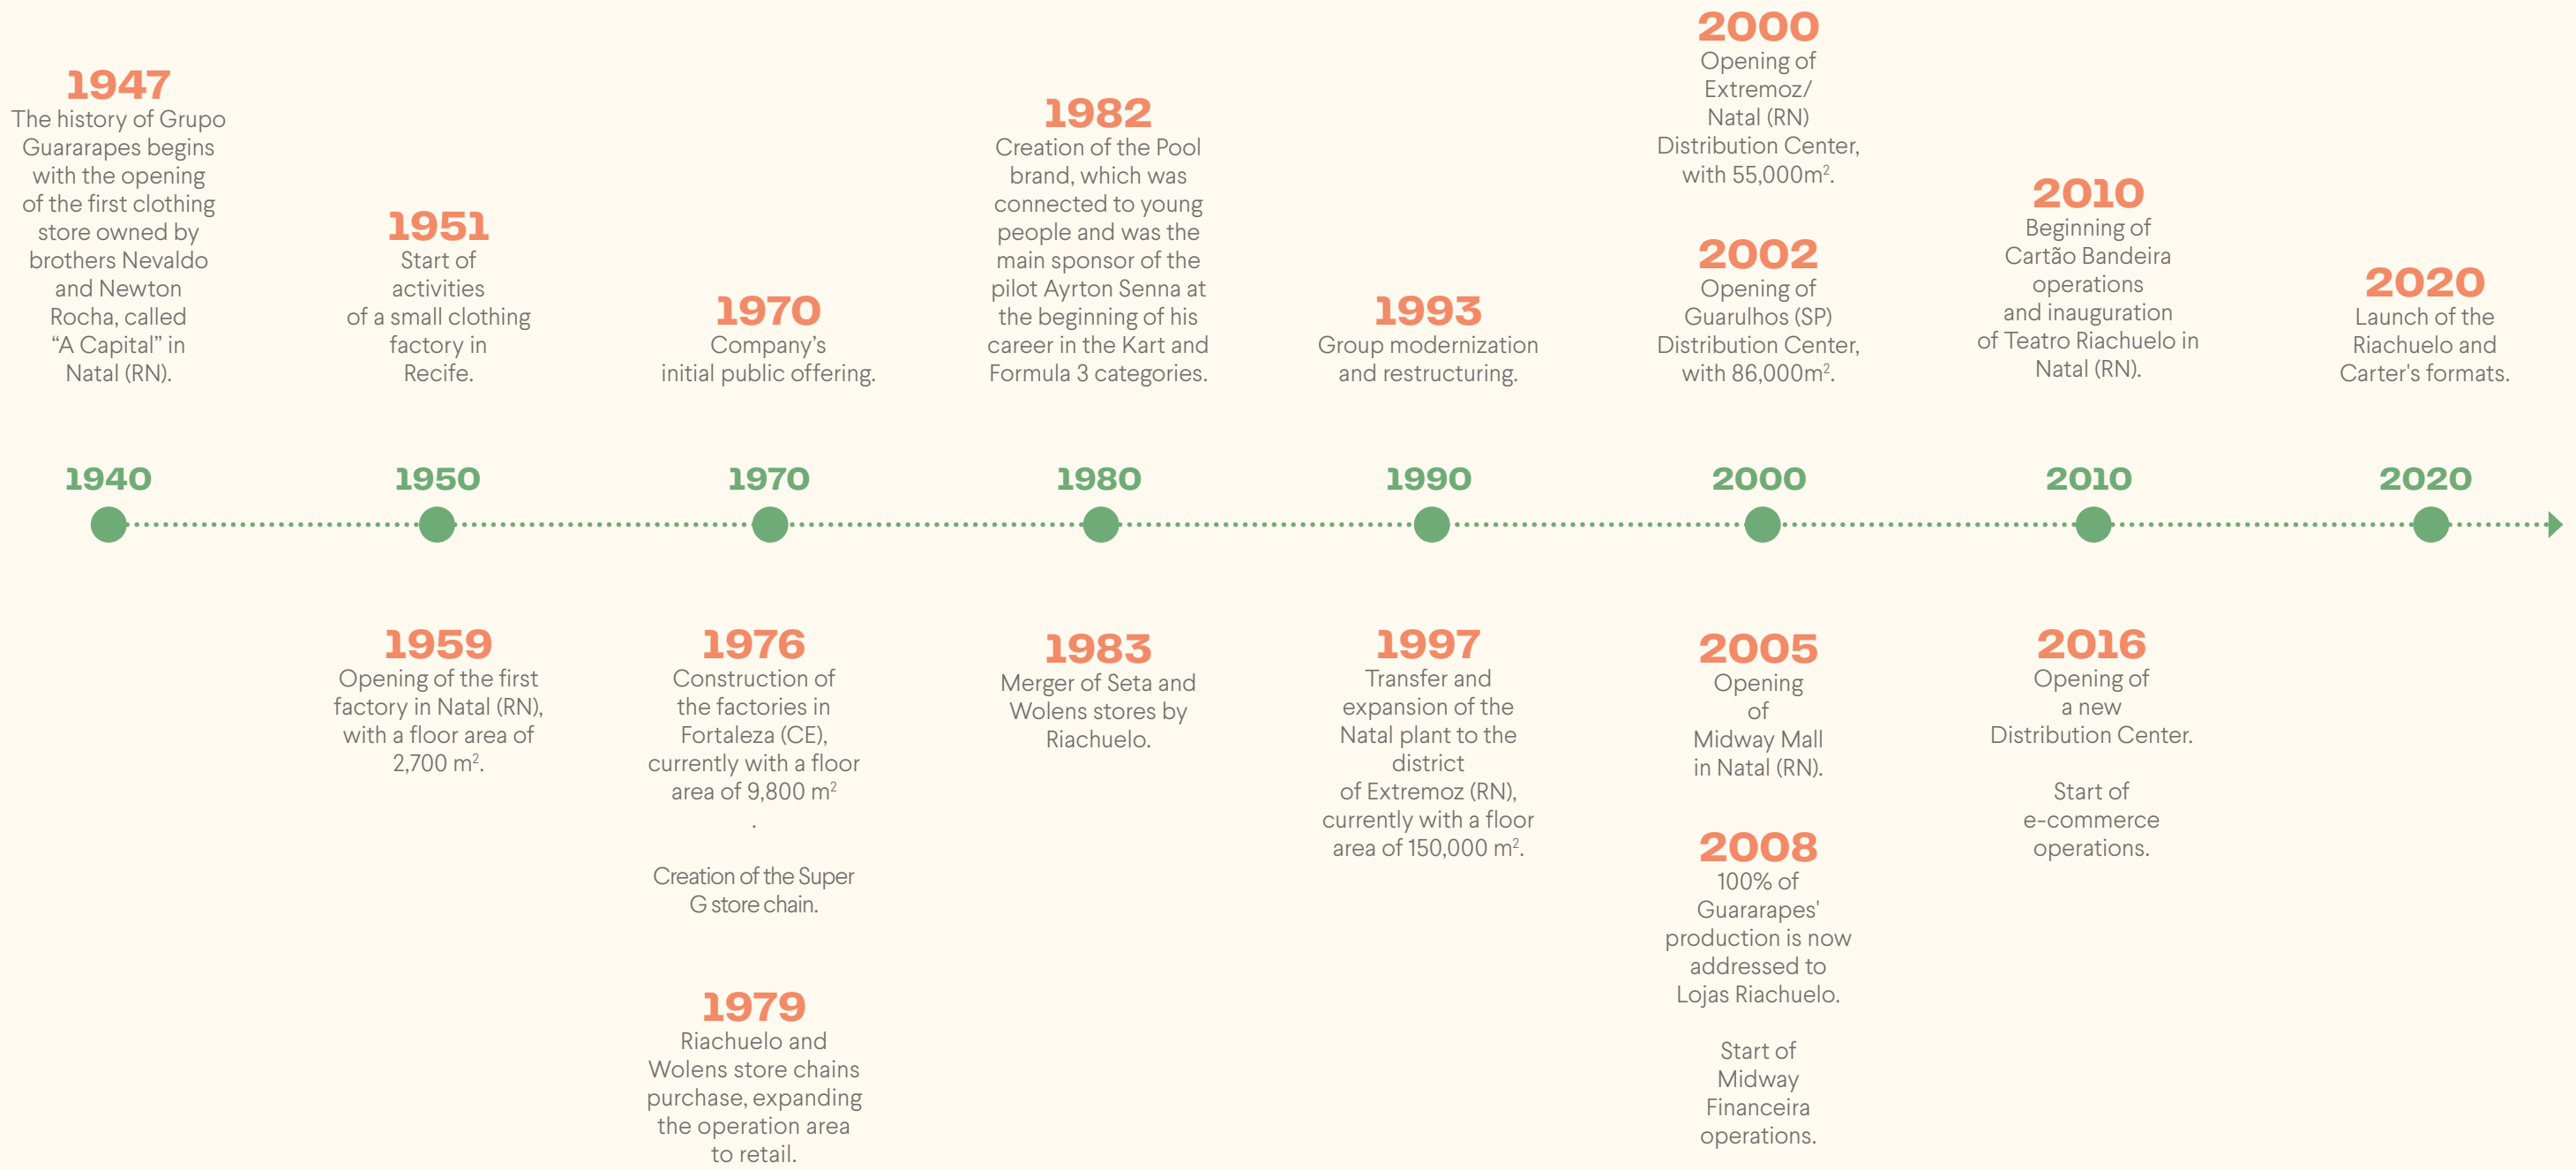 1947
The history of Grupo
Guararapes begins
with the opening
of the first clothing
store owned by
brothers Nevaldo
and Newton
Rocha, called
“A Capital” in
Natal (RN).
1951
Start of
activities
of a small clothing
factory in
Recife.
1970
Company’s
initial public offering.
1982
Creation of the Pool
brand, which was
connected to young
people and was the
main sponsor of the
pilot Ayrton Senna at
the beginning of his
career in the Kart and
Formula 3 categories.
1993
Group modernization
and restructuring.
2000
Opening of
Extremoz/
Natal (RN)
Distribution Center,
with 55,000m².
2002
Opening of
Guarulhos (SP)
Distribution Center,
with 86,000m².
2010
Beginning of
Cartão Bandeira
operations
and inauguration
of Teatro Riachuelo in
Natal (RN).
2020
Launch of the
Riachuelo and
Carter's formats.
1940
1950
1970
1980
1990
2000
2010
2020
1959
Opening of the first
factory in Natal (RN),
with a floor area of
2,700 m².
1976
Construction of
the factories in
Fortaleza (CE),
currently with a floor
area of 9,800 m²
.
Creation of the Super
G store chain.
1979
Riachuelo and
Wolens store chains
purchase, expanding
the operation area
to retail.
1983
Merger of Seta and
Wolens stores by
Riachuelo.
1997
Transfer and
expansion of the
Natal plant to the
district
of Extremoz (RN),
currently with a floor
area of 150,000 m².
2005
Opening
of
Midway Mall
in Natal (RN).
2008
100% of
Guararapes'
production is now
addressed to
Lojas Riachuelo.
Start of
Midway
Financeira
operations.
2016
Opening of
a new
Distribution Center.
Start of
e-commerce
operations.